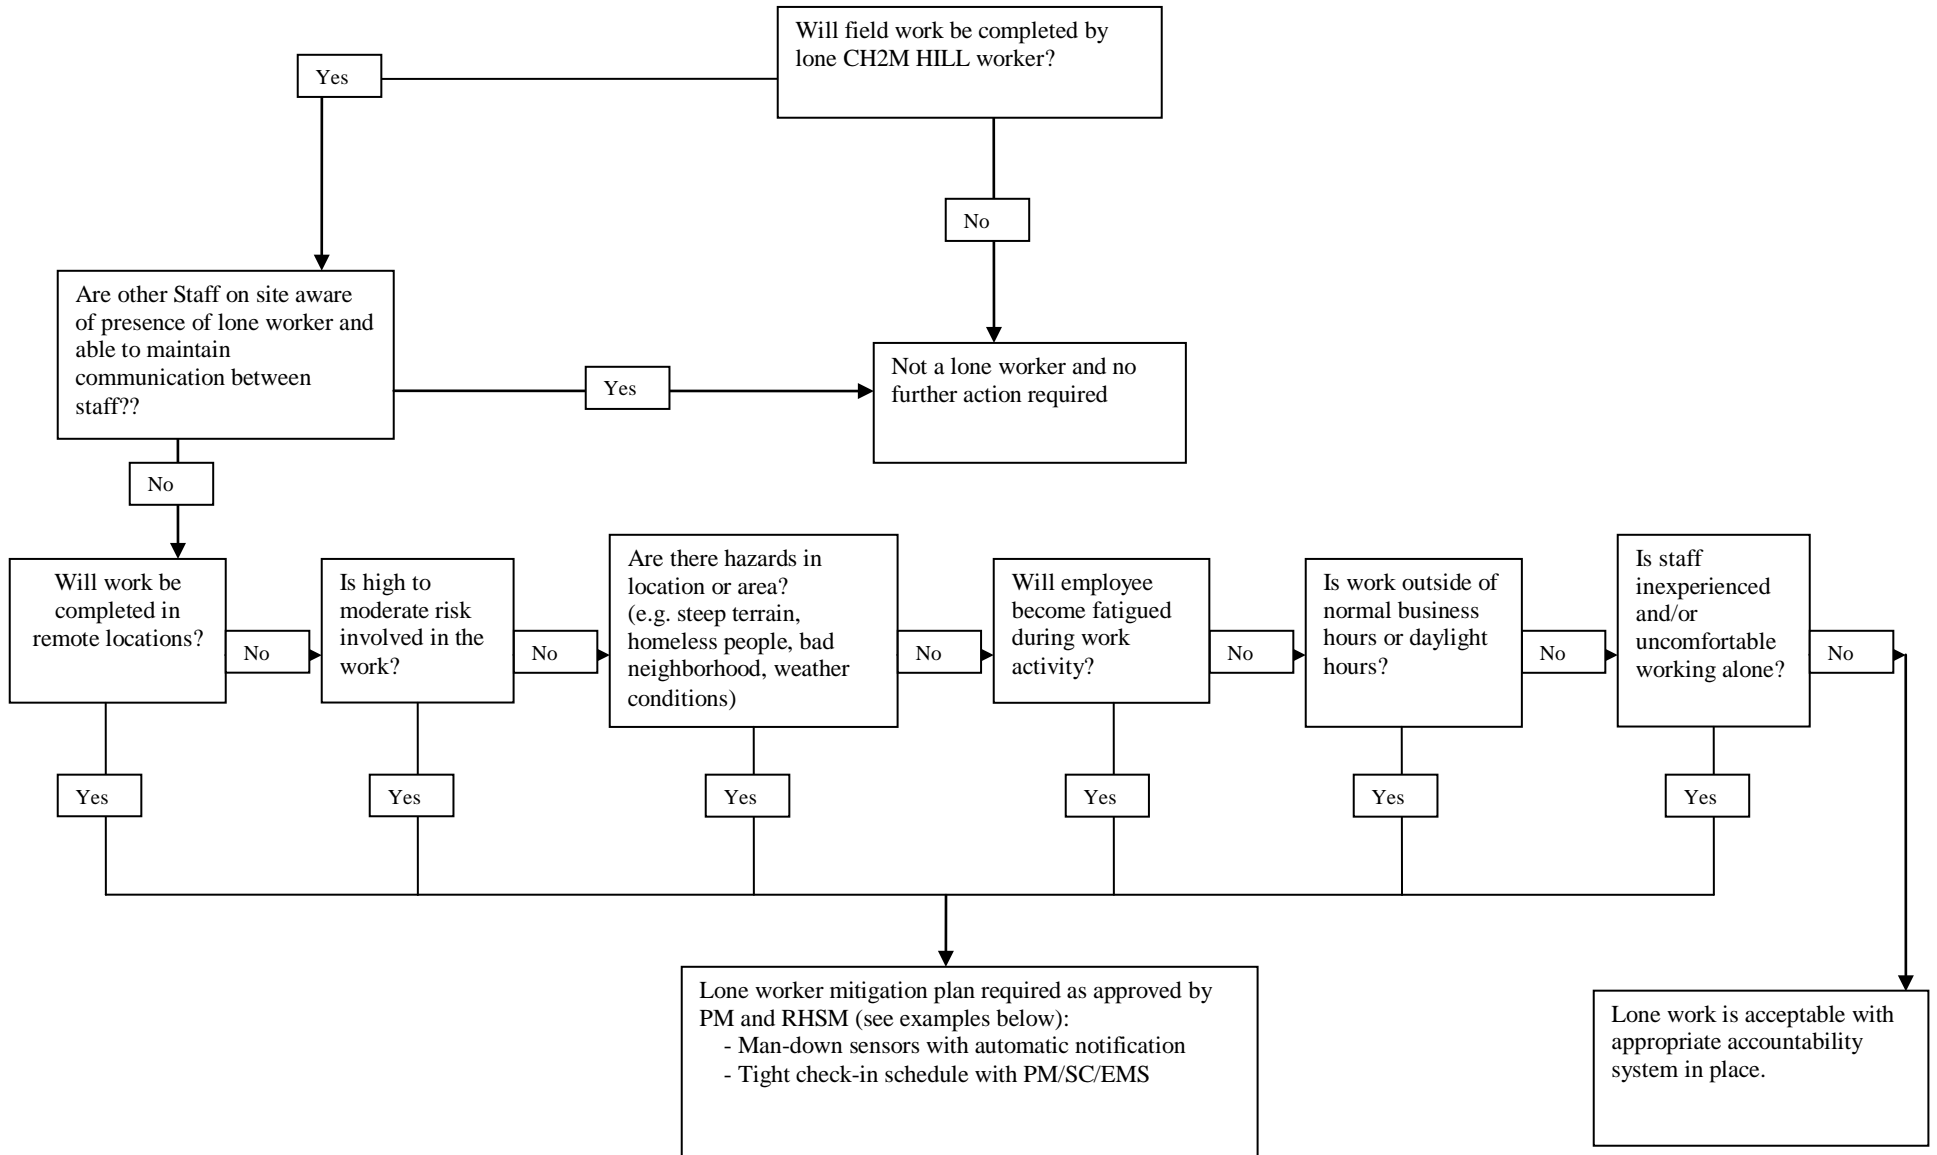 Will field work be completed by
lone CH2M HILL worker?
Yes
No
Are other Staff on site aware
of presence of lone worker and
able to maintain
communication between
staff??
Yes
Not a lone worker and no
further action required
No
Will work be
completed in
remote locations?
No
Is high to
moderate risk
involved in the
work?
No
Are there hazards in
location or area?
(e.g. steep terrain,
homeless people, bad
neighborhood, weather
conditions)
No
Will employee
become fatigued
during work
activity?
No
Is work outside of
normal business
hours or daylight
hours?
No
Is staff
inexperienced
and/or
uncomfortable
working alone?
No
Yes
Yes
Yes
Yes
Yes
Yes
Lone worker mitigation plan required as approved by
PM and RHSM (see examples below):
- Man-down sensors with automatic notification
- Tight check-in schedule with PM/SC/EMS
Lone work is acceptable with
appropriate accountability
system in place.